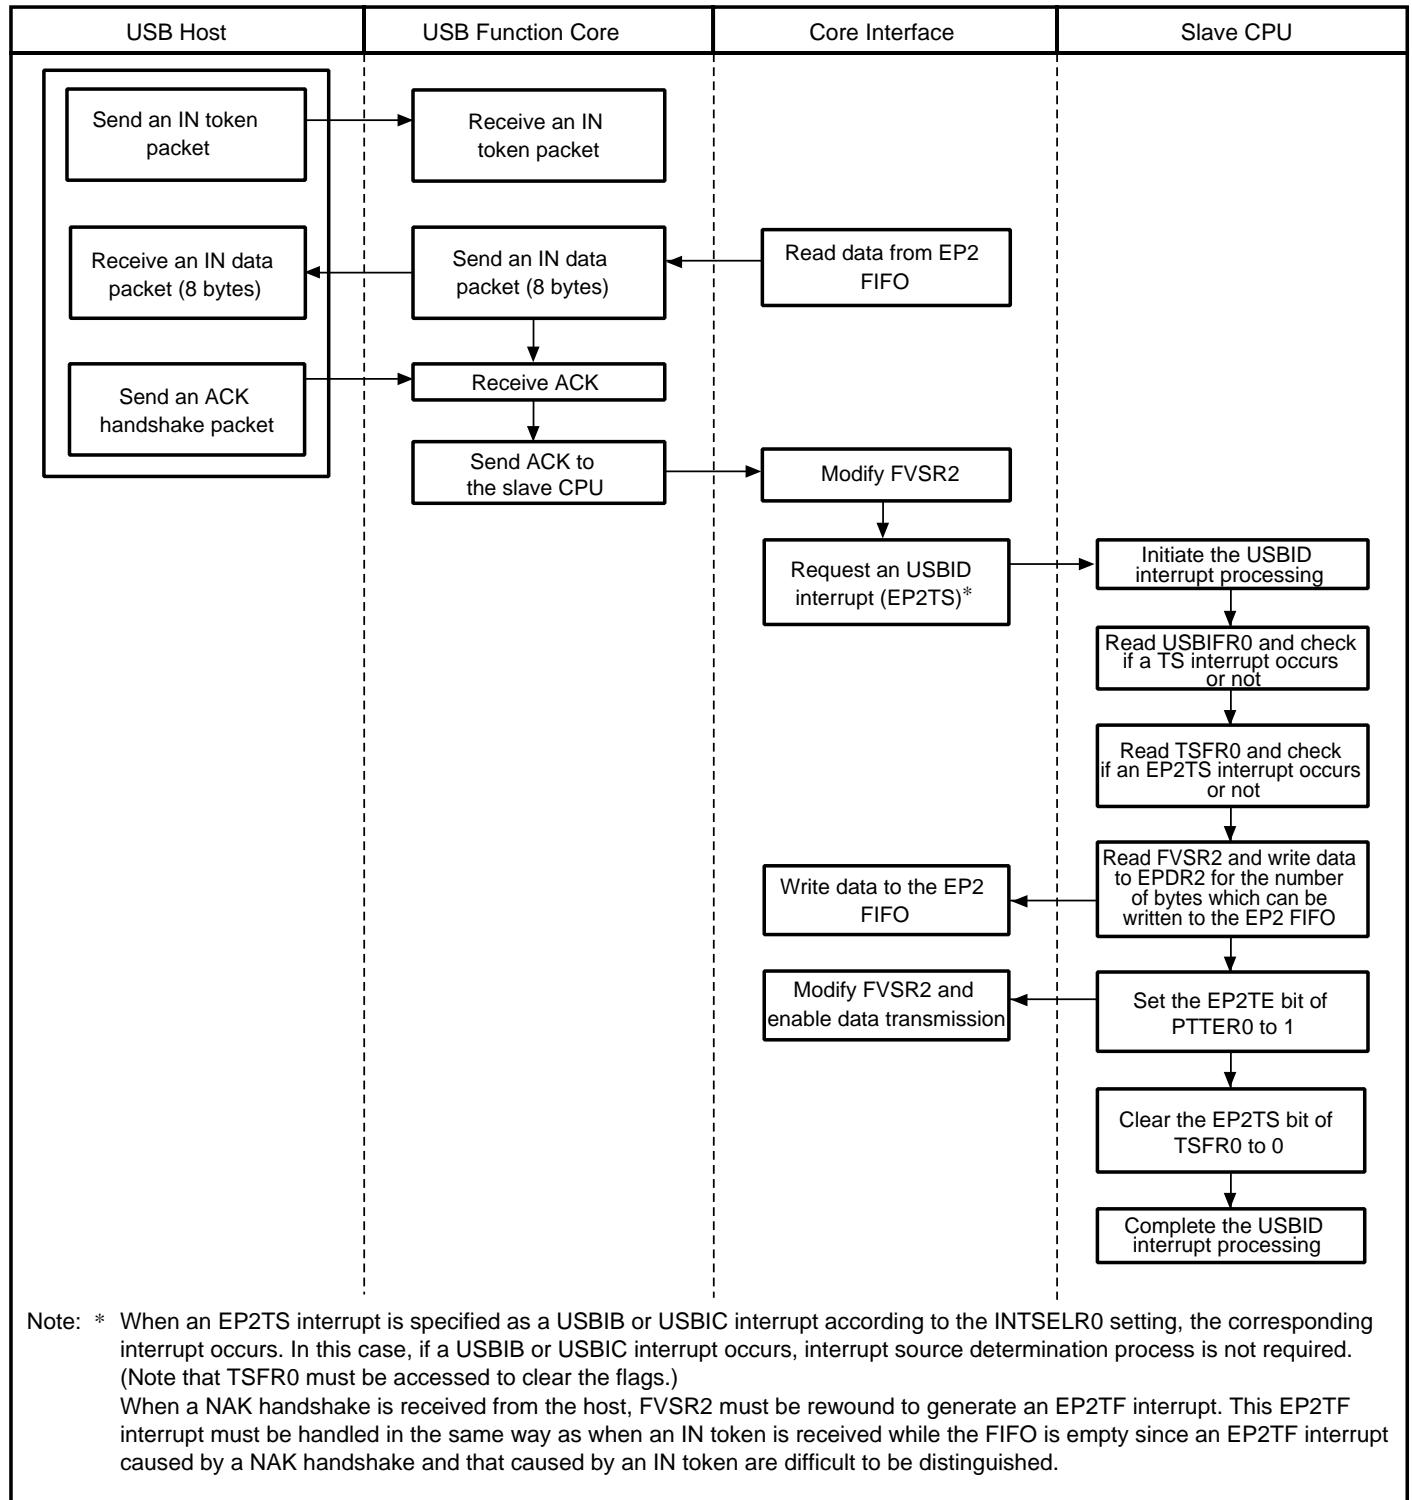 USB Host
USB Function Core
Core Interface
Slave CPU
Send an IN token
packet
Receive an IN
token packet
Receive an IN data
packet (8 bytes)
Send an IN data
packet (8 bytes)
Read data from EP2
FIFO
Send an ACK
handshake packet
Receive ACK
Send ACK to
the slave CPU
Modify FVSR2
Request an USBID
interrupt (EP2TS)*
Initiate the USBID
interrupt processing
Read USBIFR0 and check
if a TS interrupt occurs
or not
Read TSFR0 and check
if an EP2TS interrupt occurs
or not
Read FVSR2 and write data
to EPDR2 for the number
of bytes which can be
written to the EP2 FIFO
Write data to the EP2
FIFO
Set the EP2TE bit of
PTTER0 to 1
Modify FVSR2 and
enable data transmission
Clear the EP2TS bit of
TSFR0 to 0
Complete the USBID
interrupt processing
Note: * When an EP2TS interrupt is specified as a USBIB or USBIC interrupt according to the INTSELR0 setting, the corresponding
interrupt occurs. In this case, if a USBIB or USBIC interrupt occurs, interrupt source determination process is not required.
(Note that TSFR0 must be accessed to clear the flags.)
When a NAK handshake is received from the host, FVSR2 must be rewound to generate an EP2TF interrupt. This EP2TF
interrupt must be handled in the same way as when an IN token is received while the FIFO is empty since an EP2TF interrupt
caused by a NAK handshake and that caused by an IN token are difficult to be distinguished.